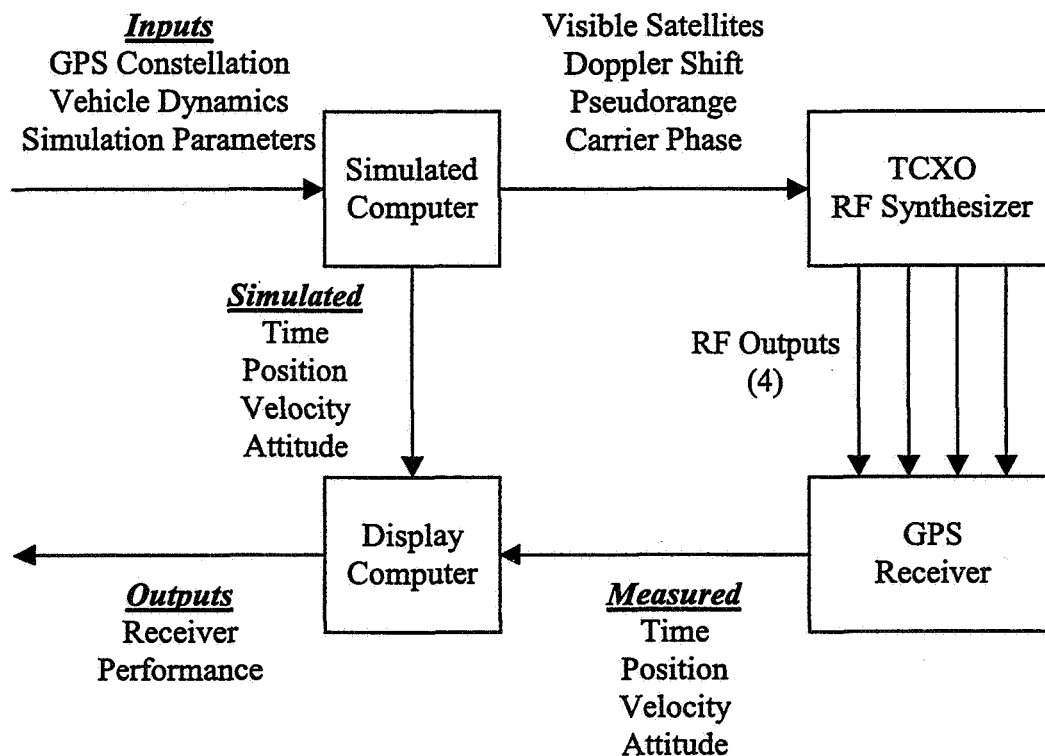 Inputs
GPS Constellation
Vehicle Dynamics
Simulation Parameters
Visible Satellites
Doppler Shift
Pseudorange
Carrier Phase
Simulated
Computer
TCXO
RF Synthesizer
Simulated
Time
Position
Velocity
Attitude
RF Outputs
(4)
Display
Computer
GPS
Receiver
Outputs
Receiver
Performance
Measured
Time
Position
Velocity
Attitude